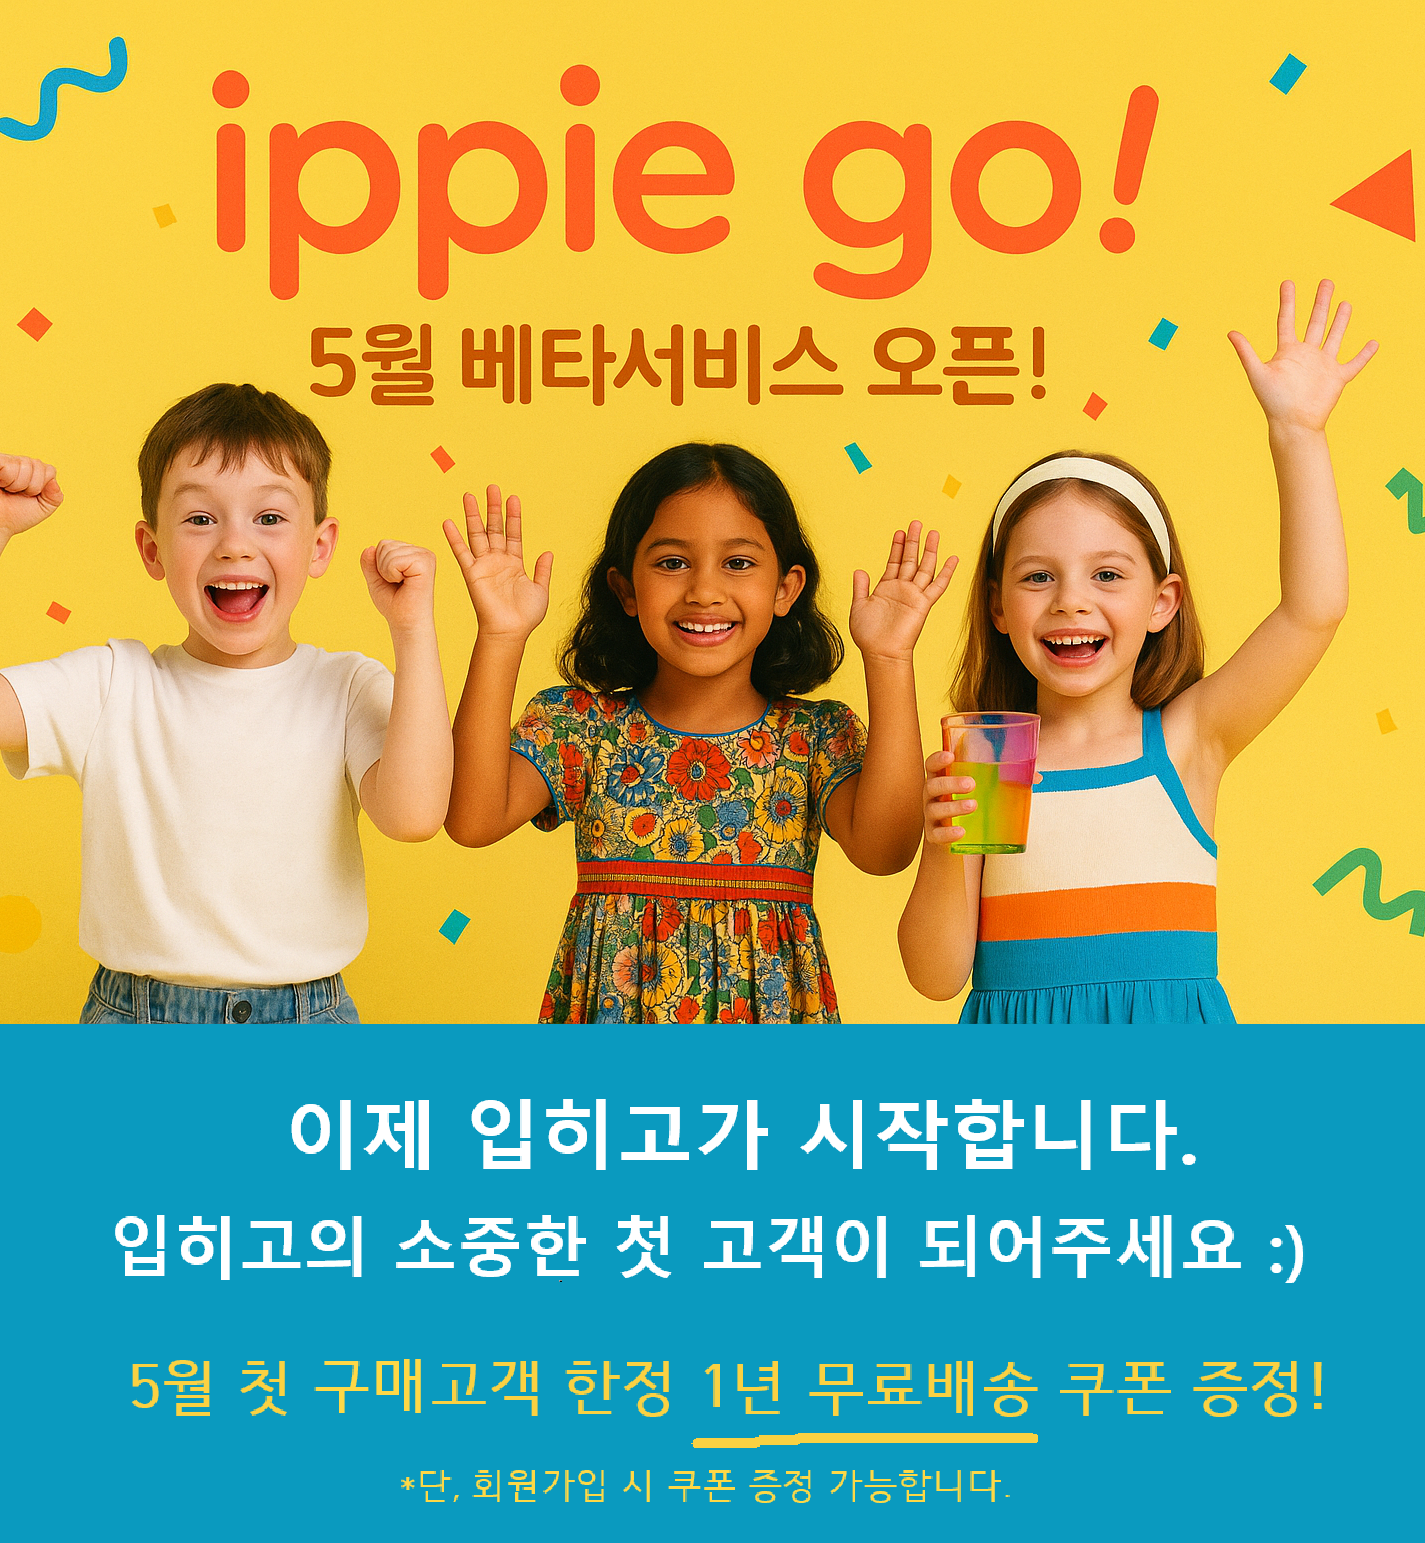 ippie go!
5월 베타서비스 오픈!
이제 입히고가 시작합니다.
입히고의 소중한 첫 고객이 되어주세요 :)
5월 첫 구매고객 한정 1년 무료배송 쿠폰 증정!
*단, 회원가입 시 쿠폰 증정 가능합니다.